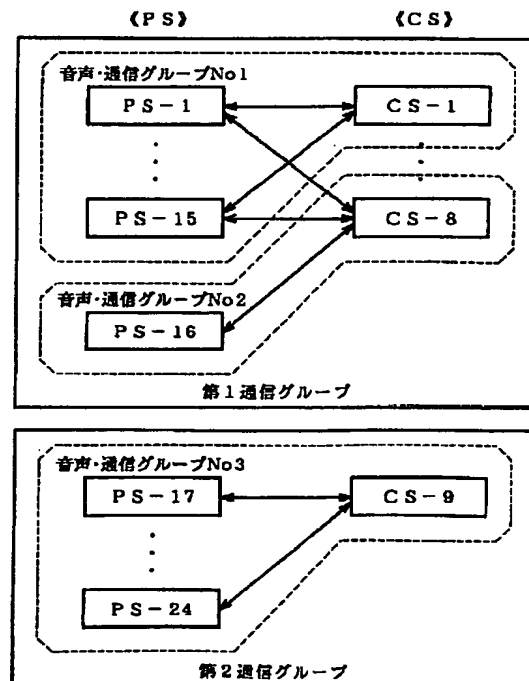 《PS》 《CS》
音声・通信グループNo1
PS-1 CS-1
PS-15 CS-8
音声・通信グループNo2
PS-16
第1通信グループ
音声・通信グループNo3
PS-17 CS-9
PS-24
第2通信グループ